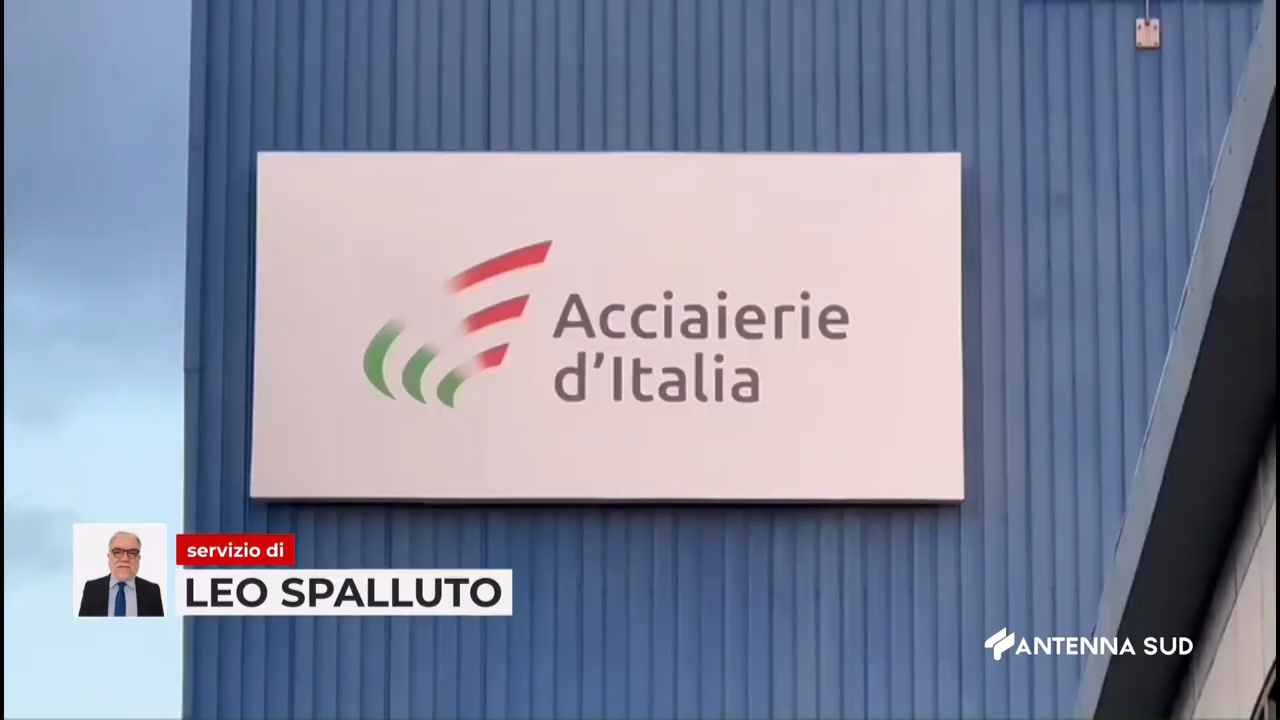 Acciaierie
d'Italia
servizio di
LEO SPALLUTO
ANTENNA SUD